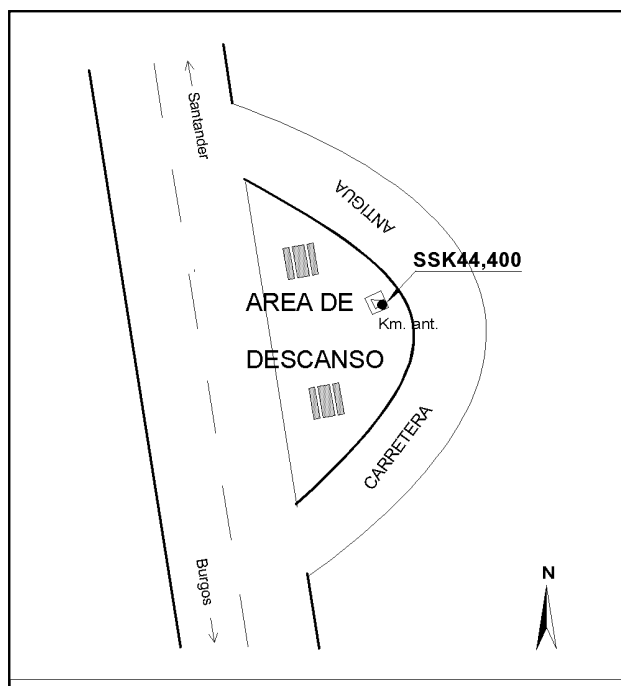 Santander
ANTIGUA
SSK44,400
AREA DE
Km. ant.
DESCANSO
CARRETERA
Burgos
N